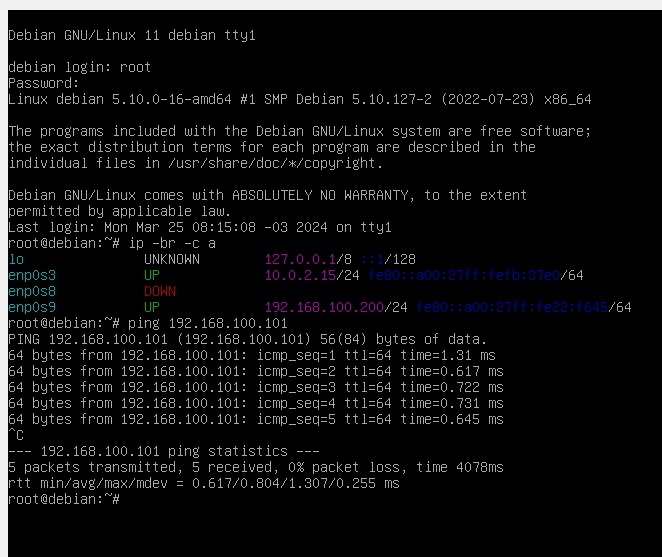 Debian GNU/Linux 11 debian tty1
debian login: root
Password:
Linux debian 5.10.0-16-amd64 #1 SMP Debian 5.10.127-2 (2022-07-23) x86_64
The programs included with the Debian GNU/Linux system are free software;
the exact distribution terms for each program are described in the
individual files in /usr/share/doc/*/copyright.
Debian GNU/Linux comes with ABSOLUTELY NO WARRANTY, to the extent
permitted by applicable law.
Last login: Mon Mar 25 08:15:08 -03 2024 on tty1
root@debian:~# ip -br -c a
lo UNKNOWN 127.0.0.1/8 ::1/128
enp0s3 UP 10.0.2.15/24 fe80::a00:27ff:fefb:37e0/64
enp0s8 DOWN
enp0s9 UP 192.168.100.200/24 fe80::a00:27ff:fe22:f645/64
root@debian:~# ping 192.168.100.101
PING 192.168.100.101 (192.168.100.101) 56(84) bytes of data.
64 bytes from 192.168.100.101: icmp_seq=1 ttl=64 time=1.31 ms
64 bytes from 192.168.100.101: icmp_seq=2 ttl=64 time=0.617 ms
64 bytes from 192.168.100.101: icmp_seq=3 ttl=64 time=0.722 ms
64 bytes from 192.168.100.101: icmp_seq=4 ttl=64 time=0.731 ms
64 bytes from 192.168.100.101: icmp_seq=5 ttl=64 time=0.645 ms
^C
--- 192.168.100.101 ping statistics ---
5 packets transmitted, 5 received, 0% packet loss, time 4078ms
rtt min/avg/max/mdev = 0.617/0.804/1.307/0.255 ms
root@debian:~#